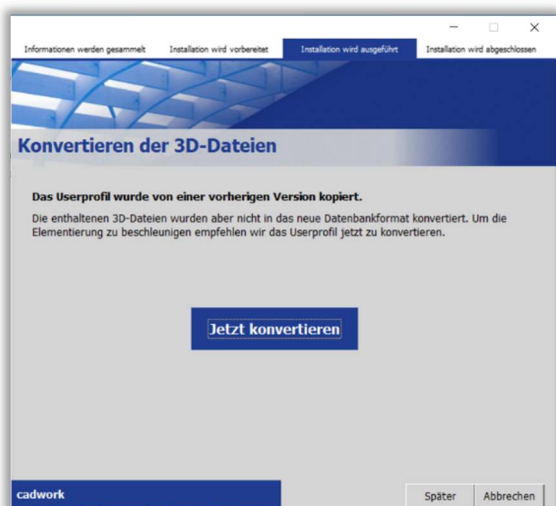 Informationen werden gesammelt Installation wird vorbereitet Installation wird ausgeführt Installation wird abgeschlossen
Konvertieren der 3D-Dateien
Das Userprofil wurde von einer vorherigen Version kopiert.
Die enthaltenen 3D-Dateien wurden aber nicht in das neue Datenbankformat konvertiert. Um die
Elementierung zu beschleunigen empfehlen wir das Userprofil jetzt zu konvertieren.
Jetzt konvertieren
cadwork Später Abbrechen